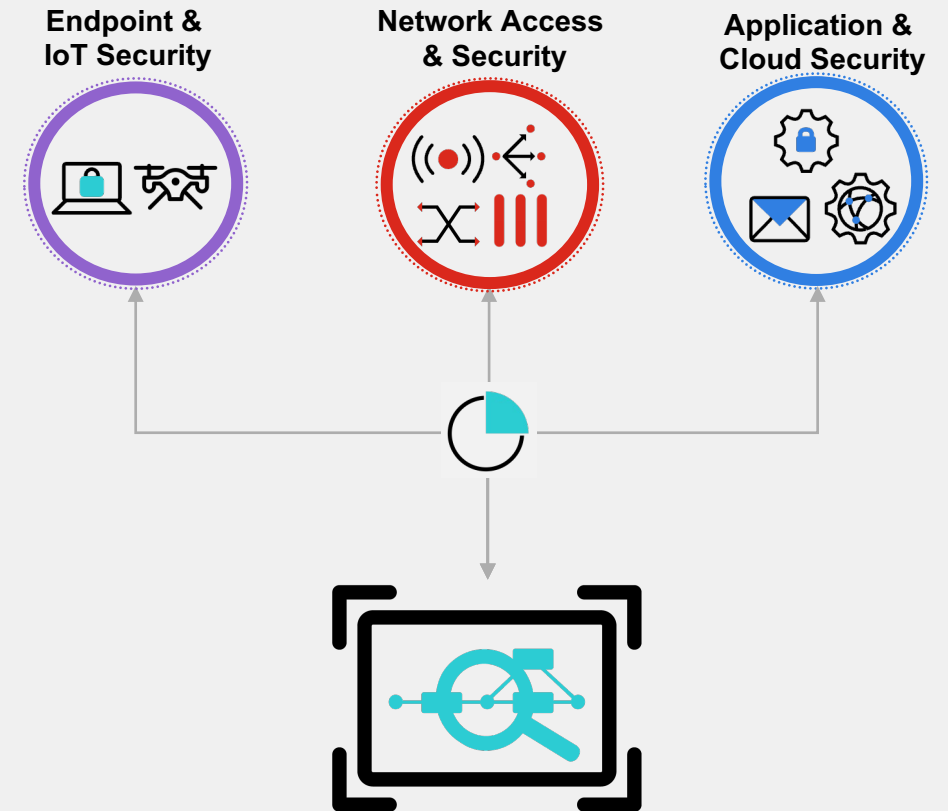 Endpoint &
IoT Security
Network Access
& Security
Application &
Cloud Security